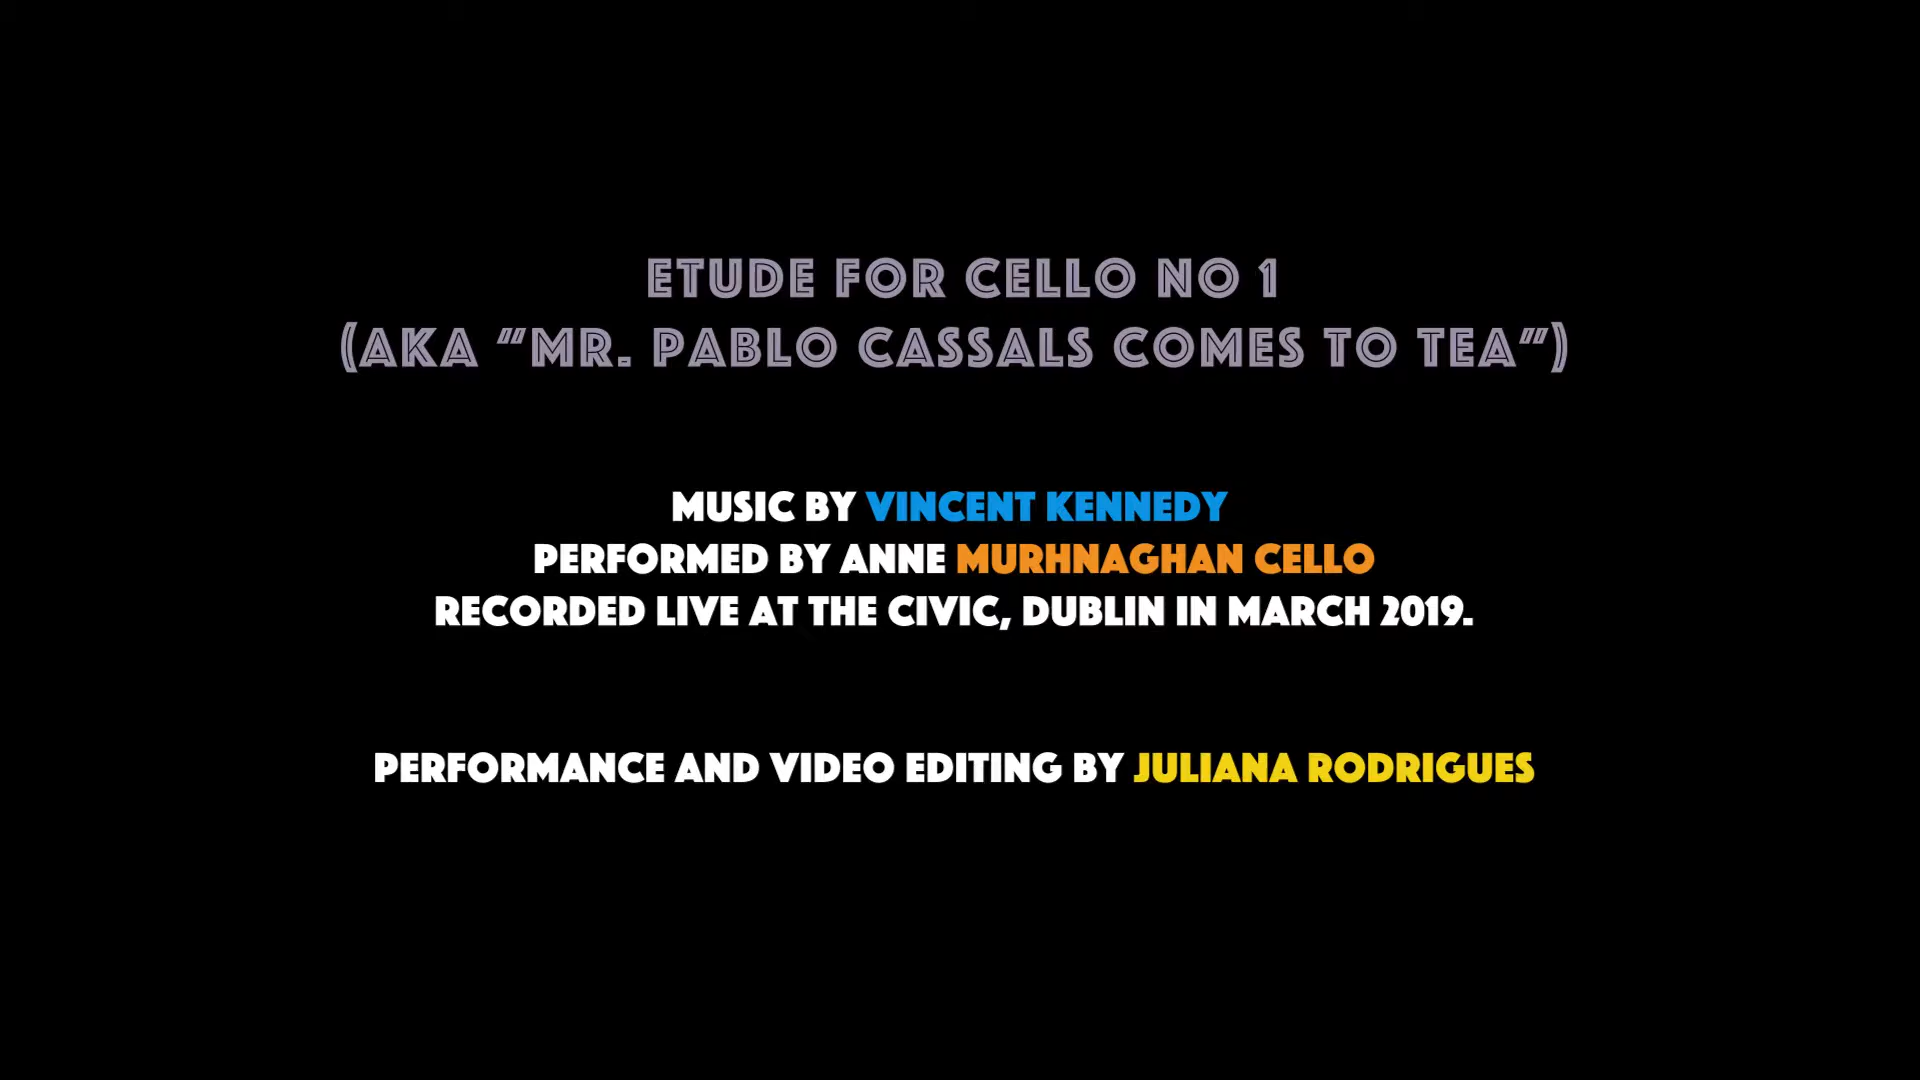 ETUDE FOR CELLO NO 1
(AKA “MR. PABLO CASSALS COMES TO TEA”)
MUSIC BY VINCENT KENNEDY
PERFORMED BY ANNE MURHNAGHAN CELLO
RECORDED LIVE AT THE CIVIC, DUBLIN IN MARCH 2019.
PERFORMANCE AND VIDEO EDITING BY JULIANA RODRIGUES